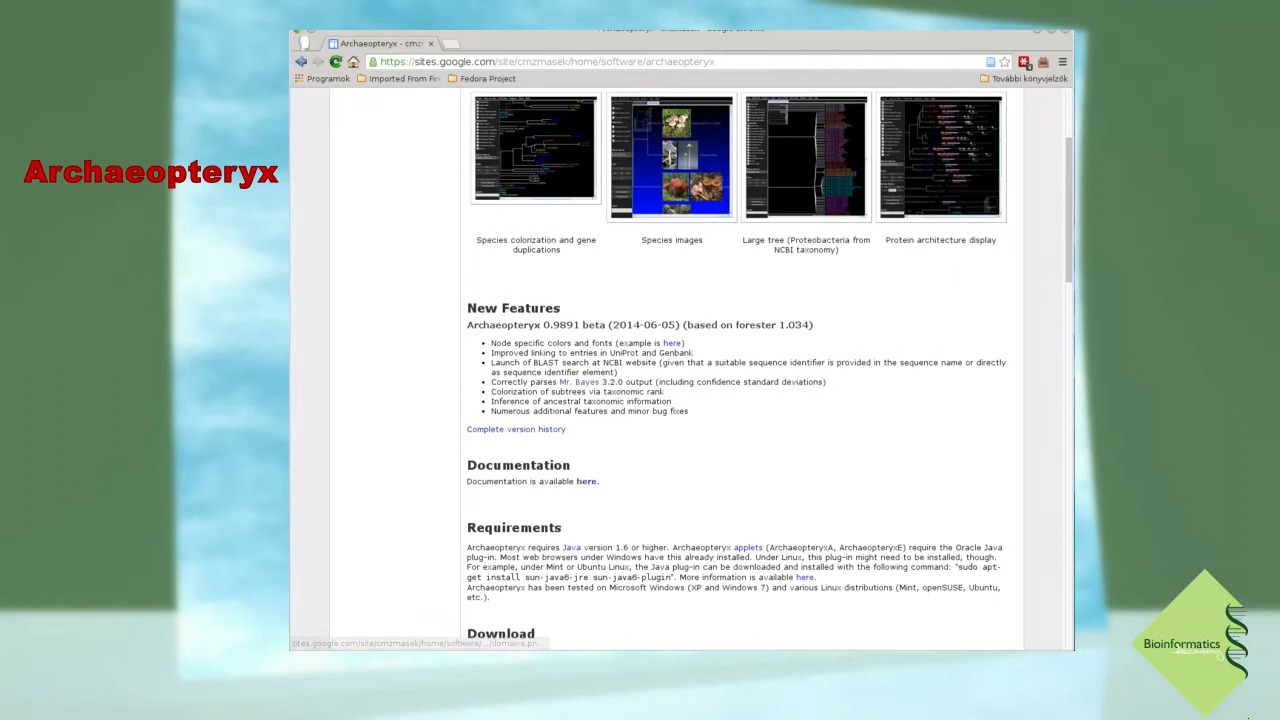 Archaeopteryx - cmz
https://sites.google.com/site/cmzmasek/home/software/archaeopteryx
Programok Imported From Fire Fedora Project További könyvjelzők
Archaeopteryx
Species colorization and gene duplications
Species images
Large tree (Proteobacteria from NCBI taxonomy)
Protein architecture display
New Features
Archaeopteryx 0.9891 beta (2014-06-05) (based on forester 1.034)
• Node specific colors and fonts (example is here)
• Improved linking to entries in UniProt and Genbank
• Launch of BLAST search at NCBI website (given that a suitable sequence identifier is provided in the sequence name or directly
as sequence identifier element)
• Correctly parses Mr. Bayes 3.2.0 output (including confidence standard deviations)
• Colorization of subtrees via taxonomic rank
• Inference of ancestral taxonomic information
• Numerous additional features and minor bug fixes
Complete version history
Documentation
Documentation is available here.
Requirements
Archaeopteryx requires Java version 1.6 or higher. Archaeopteryx applets (ArchaeopteryxA, ArchaeopteryxE) require the Oracle Java
plug-in. Most web browsers under Windows have this already installed. Under Linux, this plug-in might need to be installed, though.
For example, under Mint or Ubuntu Linux, the Java plug-in can be downloaded and installed with the following command: "sudo apt-
get install sun-java6-jre sun-java6-plugin". More information is available here.
Archaeopteryx has been tested on Microsoft Windows (XP and Windows 7) and various Linux distributions (Mint, openSUSE, Ubuntu,
etc.).
Download
sites.google.com/site/cmzmasek/home/software/.../domains.pn...
Bioinformatics